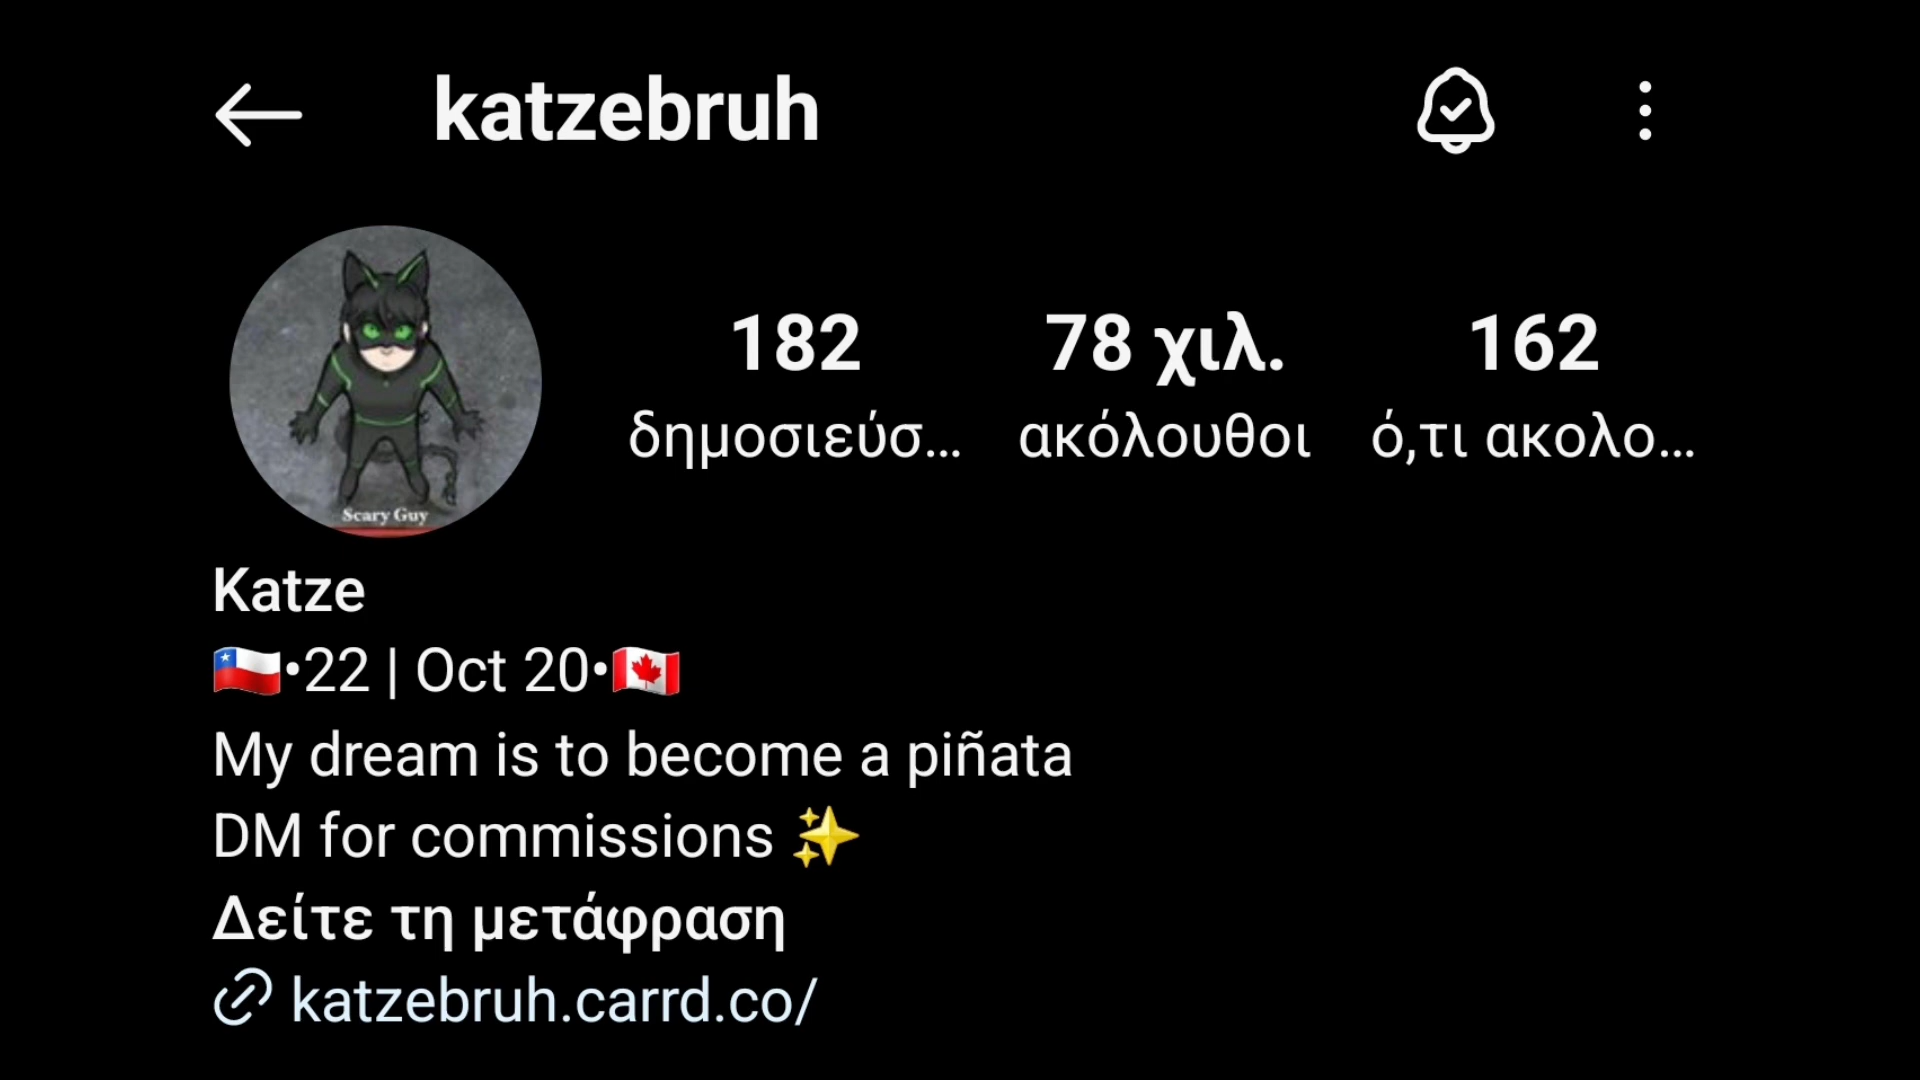 katzebruh
182 78 χιλ. 162
δημοσιεύσ... ακόλουθοι ό,τι ακολο...
Scary Guy
Katze
🇨🇱•22 | Oct 20•🇨🇦
My dream is to become a piñata
DM for commissions ✨
Δείτε τη μετάφραση
katzebruh.carrd.co/